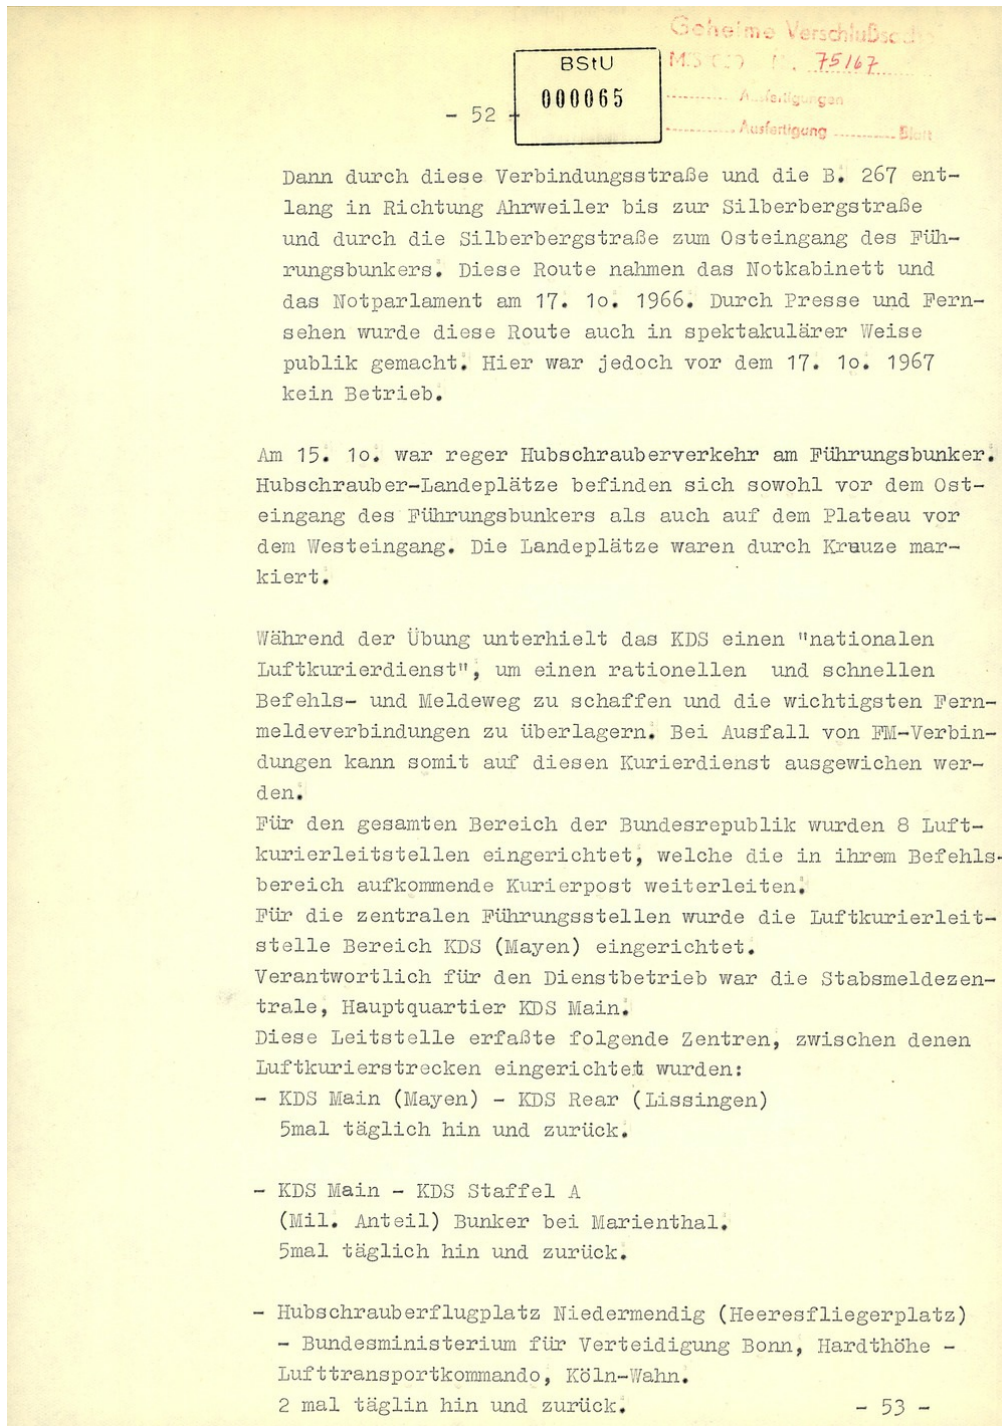 Geheime Verschlußsache
75/67
BStU
000065
Ausfertigungen
- 52 -
Ausfertigung Blatt
Dann durch diese Verbindungsstraße und die B. 267 ent-
lang in Richtung Ahrweiler bis zur Silberbergstraße
und durch die Silberbergstraße zum Osteingang des Füh-
rungsbunkers. Diese Route nahmen das Notkabinett und
das Notparlament am 17. 1o. 1966. Durch Presse und Fern-
sehen wurde diese Route auch in spektakulärer Weise
publik gemacht. Hier war jedoch vor dem 17. 1o. 1967
kein Betrieb.
Am 15. 1o. war reger Hubschrauberverkehr am Führungsbunker.
Hubschrauber-Landeplätze befinden sich sowohl vor dem Ost-
eingang des Führungsbunkers als auch auf dem Plateau vor
dem Westeingang. Die Landeplätze waren durch Kreuze mar-
kiert.
Während der Übung unterhielt das KDS einen "nationalen
Luftkurierdienst", um einen rationellen und schnellen
Befehls- und Meldeweg zu schaffen und die wichtigsten Fern-
meldeverbindungen zu überlagern. Bei Ausfall von FM-Verbin-
dungen kann somit auf diesen Kurierdienst ausgewichen wer-
den.
Für den gesamten Bereich der Bundesrepublik wurden 8 Luft-
kurierleitstellen eingerichtet, welche die in ihrem Befehls-
bereich aufkommende Kurierpost weiterleiten.
Für die zentralen Führungsstellen wurde die Luftkurierleit-
stelle Bereich KDS (Mayen) eingerichtet.
Verantwortlich für den Dienstbetrieb war die Stabsmeldezen-
trale, Hauptquartier KDS Main.
Diese Leitstelle erfaßte folgende Zentren, zwischen denen
Luftkurierstrecken eingerichtet wurden:
- KDS Main (Mayen) - KDS Rear (Lissingen)
5mal täglich hin und zurück.
- KDS Main - KDS Staffel A
(Mil. Anteil) Bunker bei Marienthal.
5mal täglich hin und zurück.
- Hubschrauberflugplatz Niedermendig (Heeresfliegerplatz)
- Bundesministerium für Verteidigung Bonn, Hardthöhe -
Lufttransportkommando, Köln-Wahn.
2 mal täglin hin und zurück.
- 53 -